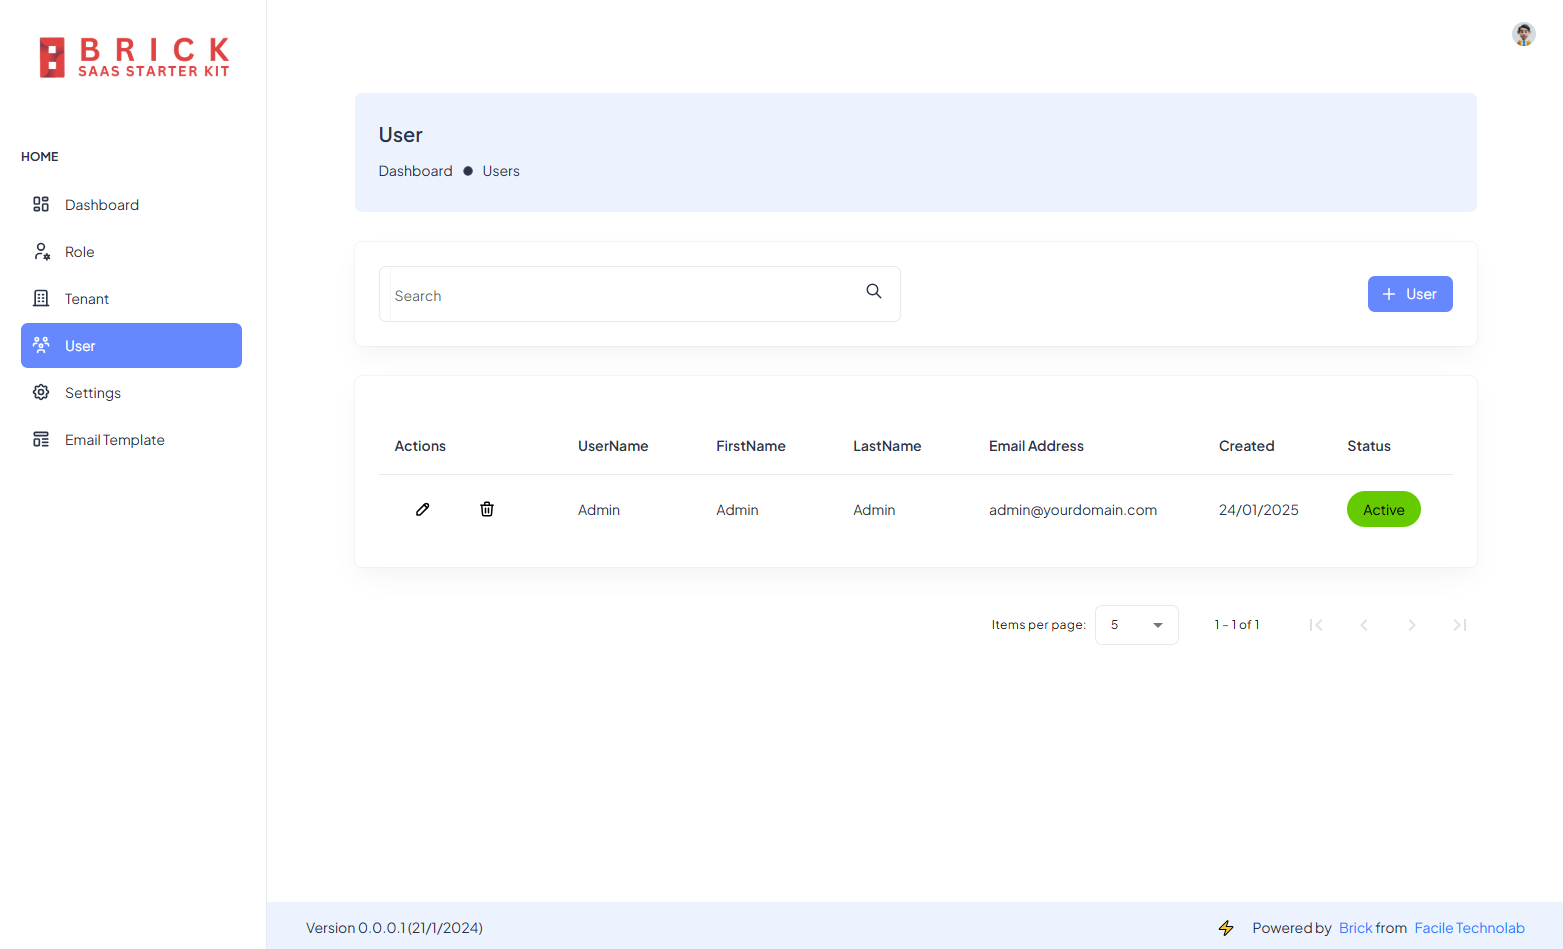 BRICK
SAAS STARTER KIT
HOME
Dashboard
Role
Tenant
User
Settings
Email Template
User
Dashboard Users
Search
User
Actions UserName FirstName LastName Email Address Created Status
Admin Admin Admin admin@yourdomain.com 24/01/2025 Active
Items per page: 5 1 – 1 of 1
Version 0.0.0.1 (21/1/2024) Powered by Brick from Facile Technolab